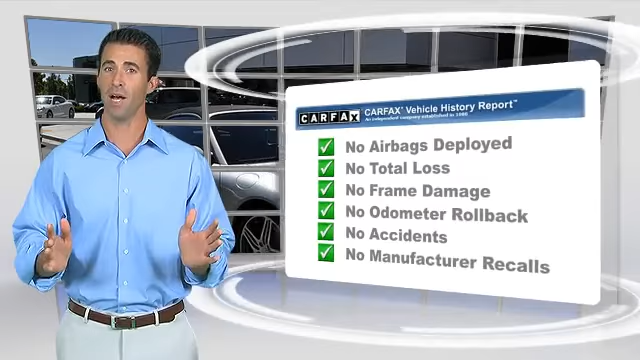 CARFAX CARFAX® Vehicle History Report™
An independent company established in 1986
No Airbags Deployed
No Total Loss
No Frame Damage
No Odometer Rollback
No Accidents
No Manufacturer Recalls